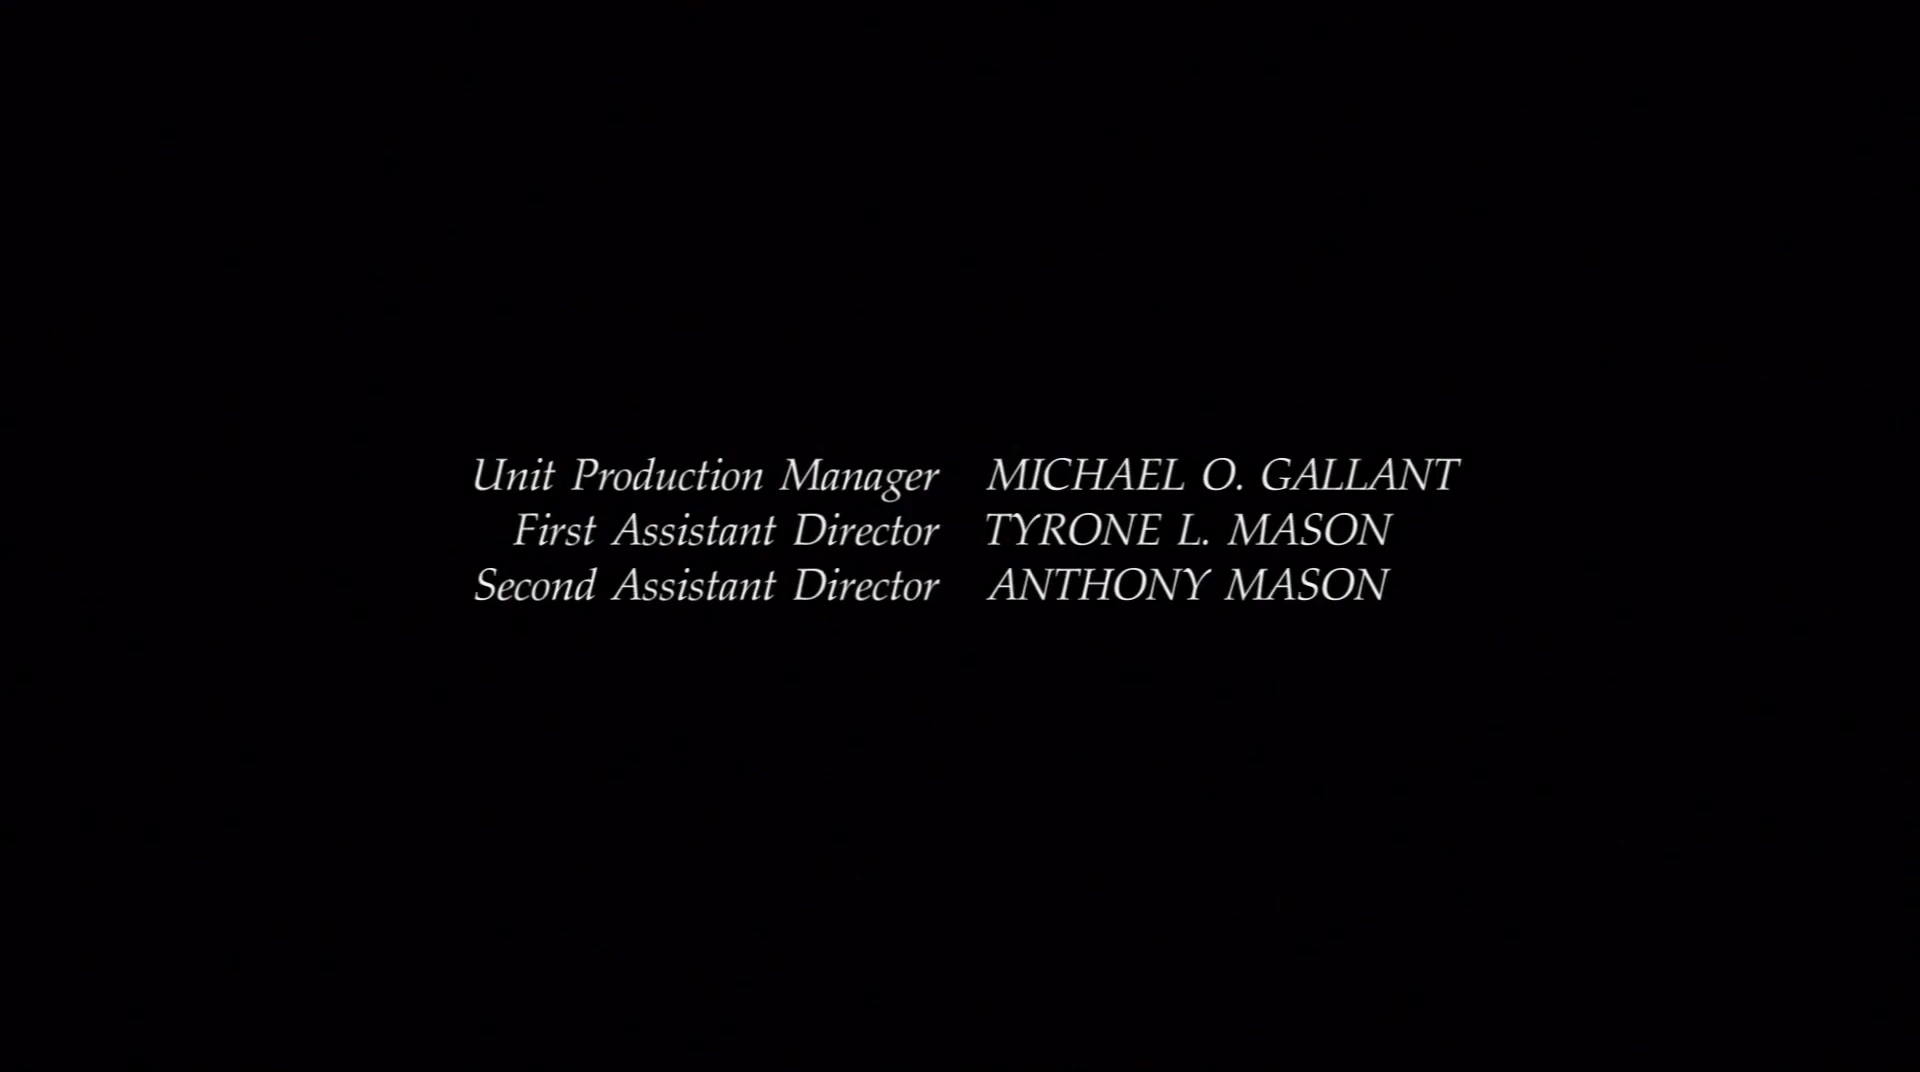 Unit Production Manager MICHAEL O. GALLANT
First Assistant Director TYRONE L. MASON
Second Assistant Director ANTHONY MASON